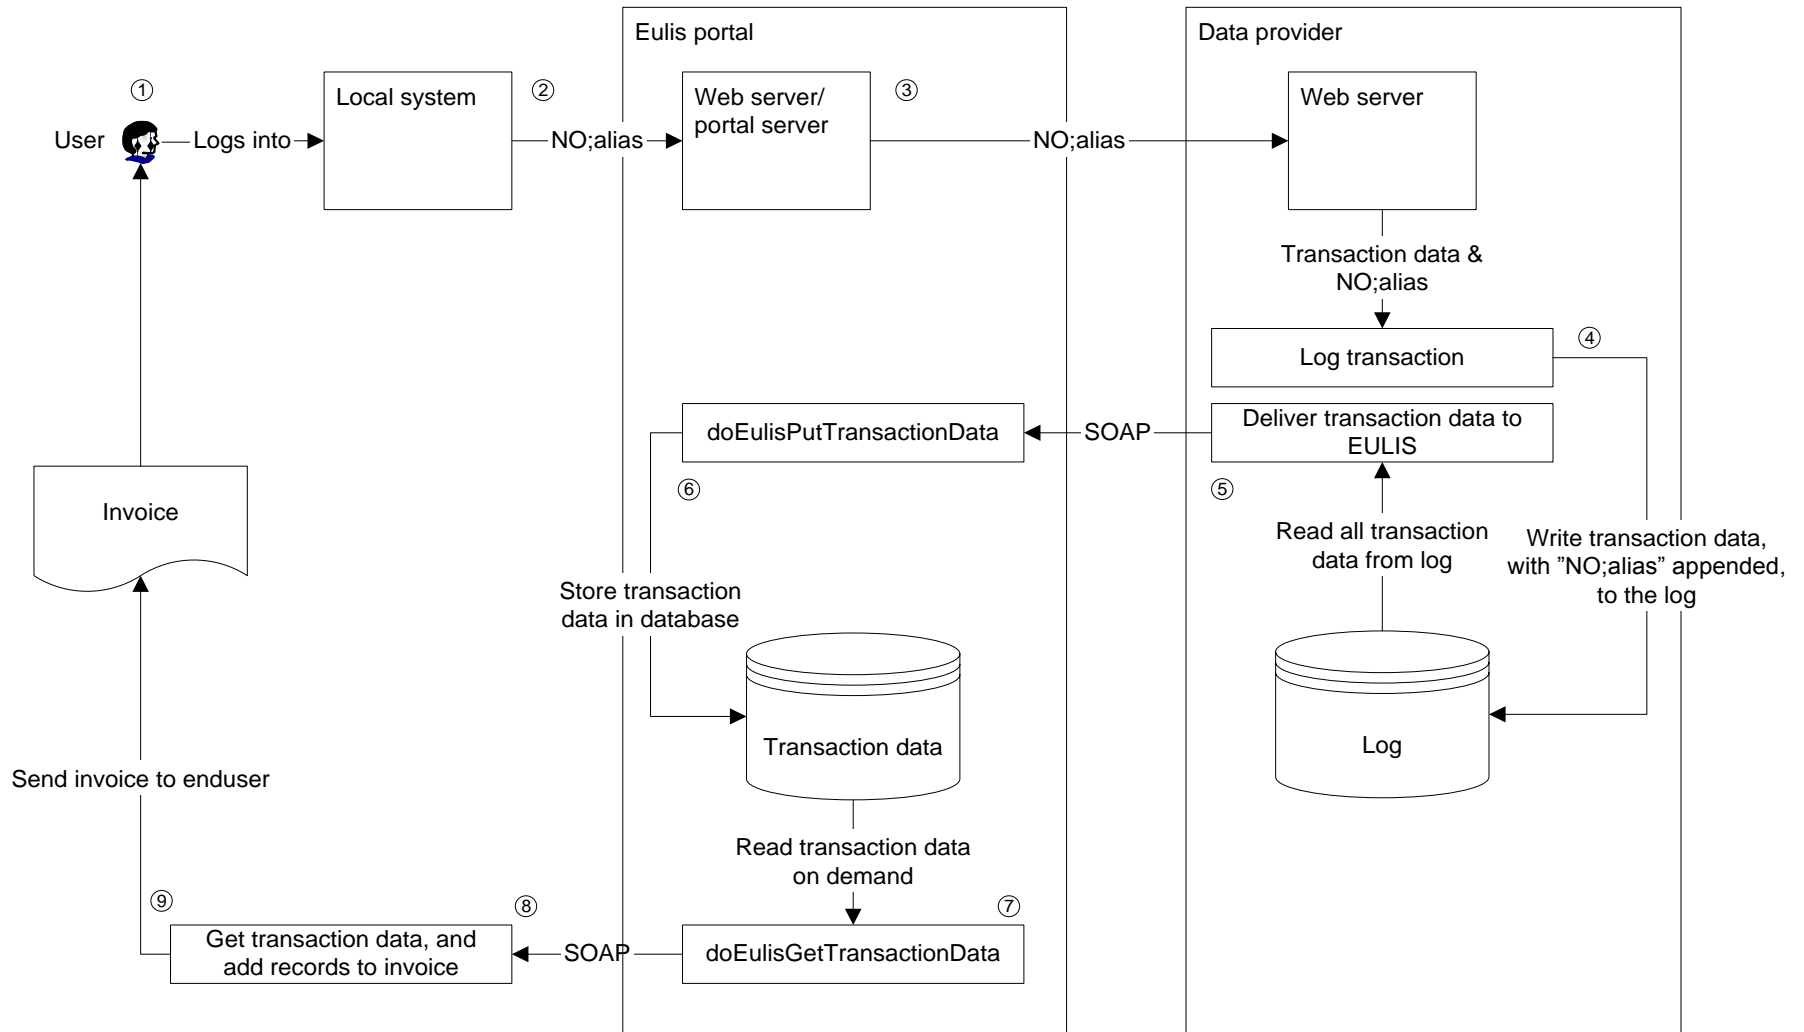 Eulis portal
Data provider
①
②
③
Local system
Web server/
portal server
Web server
User
Logs into
NO;alias
NO;alias
Transaction data &
NO;alias
④
Log transaction
doEulisPutTransactionData
SOAP
Deliver transaction data to
EULIS
⑥
⑤
Invoice
Read all transaction
data from log
Write transaction data,
with ”NO;alias” appended,
to the log
Store transaction
data in database
Transaction data
Log
Send invoice to enduser
Read transaction data
on demand
⑨
⑧
⑦
Get transaction data, and
add records to invoice
SOAP
doEulisGetTransactionData